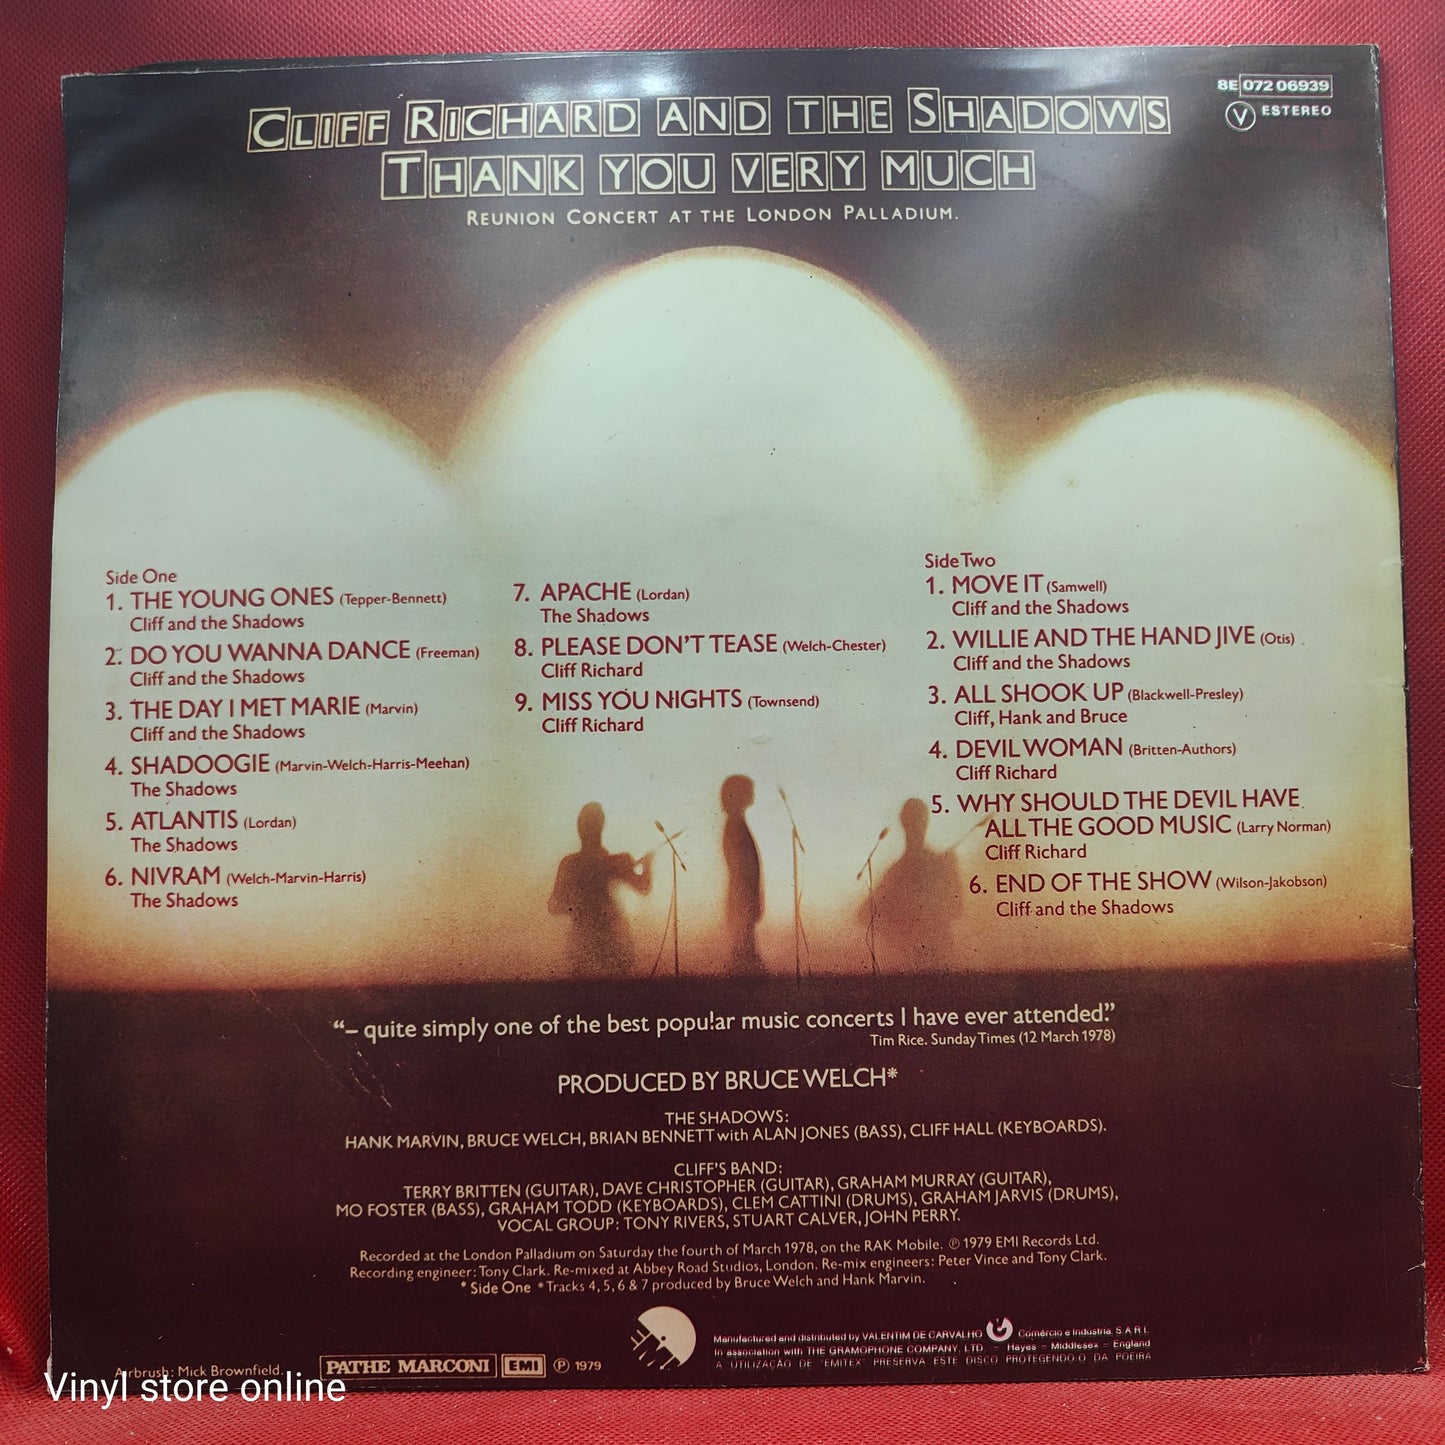 8E 072 06939
V ESTEREO
CLIFF RICHARD AND THE SHADOWS
THANK YOU VERY MUCH
REUNION CONCERT AT THE LONDON PALLADIUM.
Side One
1. THE YOUNG ONES (Tepper-Bennett)
Cliff and the Shadows
2. DO YOU WANNA DANCE (Freeman)
Cliff and the Shadows
3. THE DAY I MET MARIE (Marvin)
Cliff and the Shadows
4. SHADOOGIE (Marvin-Welch-Harris-Meehan)
The Shadows
5. ATLANTIS (Lordan)
The Shadows
6. NIVRAM (Welch-Marvin-Harris)
The Shadows
7. APACHE (Lordan)
The Shadows
8. PLEASE DON'T TEASE (Welch-Chester)
Cliff Richard
9. MISS YOU NIGHTS (Townsend)
Cliff Richard
Side Two
1. MOVE IT (Samwell)
Cliff and the Shadows
2. WILLIE AND THE HAND JIVE (Otis)
Cliff and the Shadows
3. ALL SHOOK UP (Blackwell-Presley)
Cliff, Hank and Bruce
4. DEVIL WOMAN (Britten-Authors)
Cliff Richard
5. WHY SHOULD THE DEVIL HAVE
ALL THE GOOD MUSIC (Larry Norman)
Cliff Richard
6. END OF THE SHOW (Wilson-Jakobson)
Cliff and the Shadows
“– quite simply one of the best popular music concerts I have ever attended.”
Tim Rice. Sunday Times (12 March 1978)
PRODUCED BY BRUCE WELCH*
THE SHADOWS:
HANK MARVIN, BRUCE WELCH, BRIAN BENNETT with ALAN JONES (BASS), CLIFF HALL (KEYBOARDS).
CLIFF'S BAND:
TERRY BRITTEN (GUITAR), DAVE CHRISTOPHER (GUITAR), GRAHAM MURRAY (GUITAR),
MO FOSTER (BASS), GRAHAM TODD (KEYBOARDS), CLEM CATTINI (DRUMS), GRAHAM JARVIS (DRUMS),
VOCAL GROUP: TONY RIVERS, STUART CALVER, JOHN PERRY.
Recorded at the London Palladium on Saturday the fourth of March 1978, on the RAK Mobile. ℗ 1979 EMI Records Ltd.
Recording engineer: Tony Clark. Re-mixed at Abbey Road Studios, London. Re-mix engineers: Peter Vince and Tony Clark.
* Side One * Tracks 4, 5, 6 & 7 produced by Bruce Welch and Hank Marvin.
Airbrush: Mick Brownfield.
PATHE MARCONI EMI ℗ 1979
EMI
Manufactured and distributed by VALENTIM DE CARVALHO Comércio e Indústria, S.A.R.L.
In association with THE GRAMOPHONE COMPANY, LTD. – Hayes – Middlesex – England
A UTILIZAÇÃO DE "EMITEX" PRESERVA ESTE DISCO PROTEGENDO-O DA POEIRA
Vinyl store online